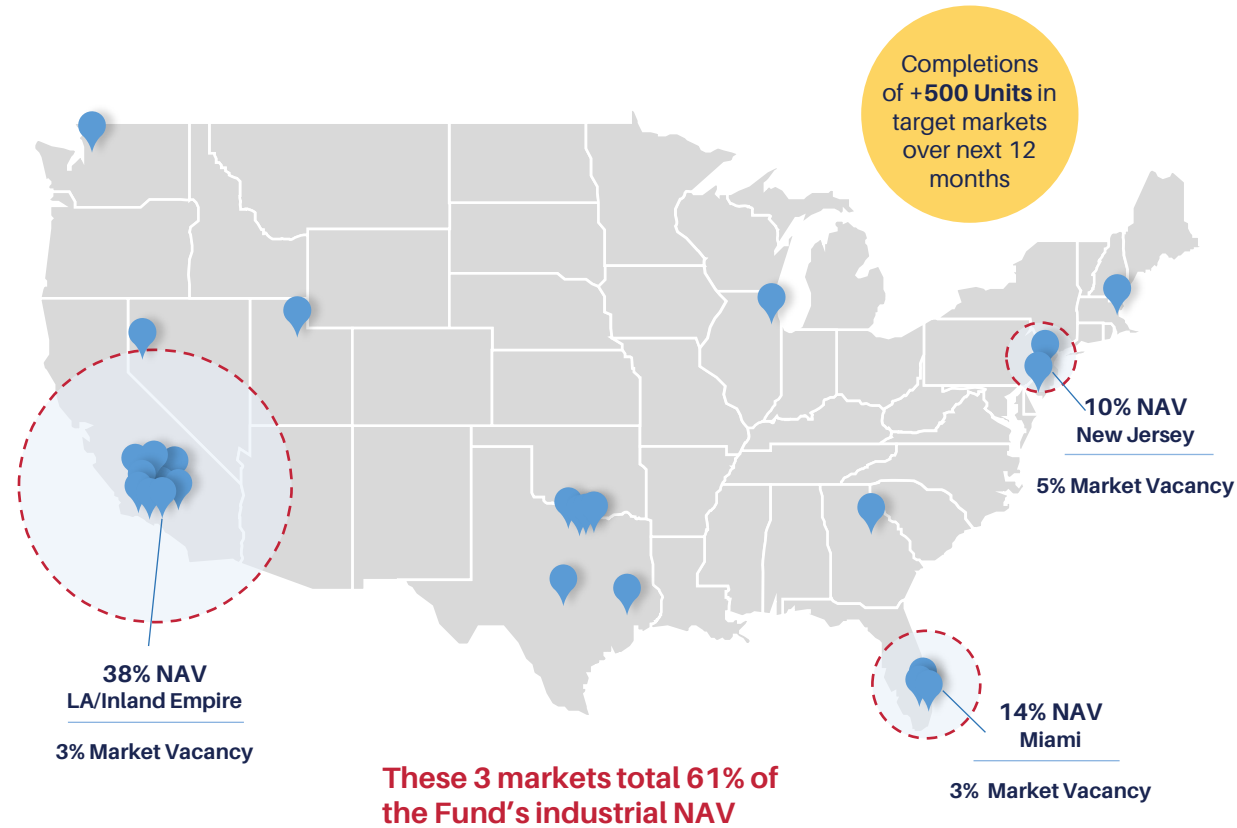 Completions
of +500 Units in
target markets
over next 12
months
10% NAV
New Jersey
5% Market Vacancy
38% NAV
LA/Inland Empire
3% Market Vacancy
14% NAV
Miami
3% Market Vacancy
These 3 markets total 61% of
the Fund's industrial NAV